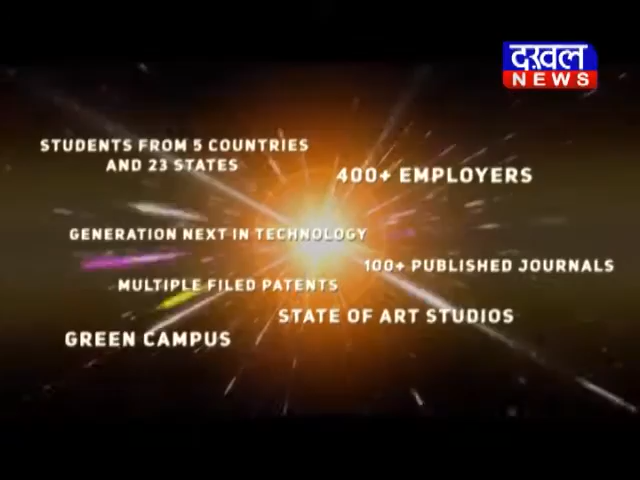 दख़ल
NEWS
STUDENTS FROM 5 COUNTRIES
AND 23 STATES
400+ EMPLOYERS
GENERATION NEXT IN TECHNOLOGY
100+ PUBLISHED JOURNALS
MULTIPLE FILED PATENTS
STATE OF ART STUDIOS
GREEN CAMPUS